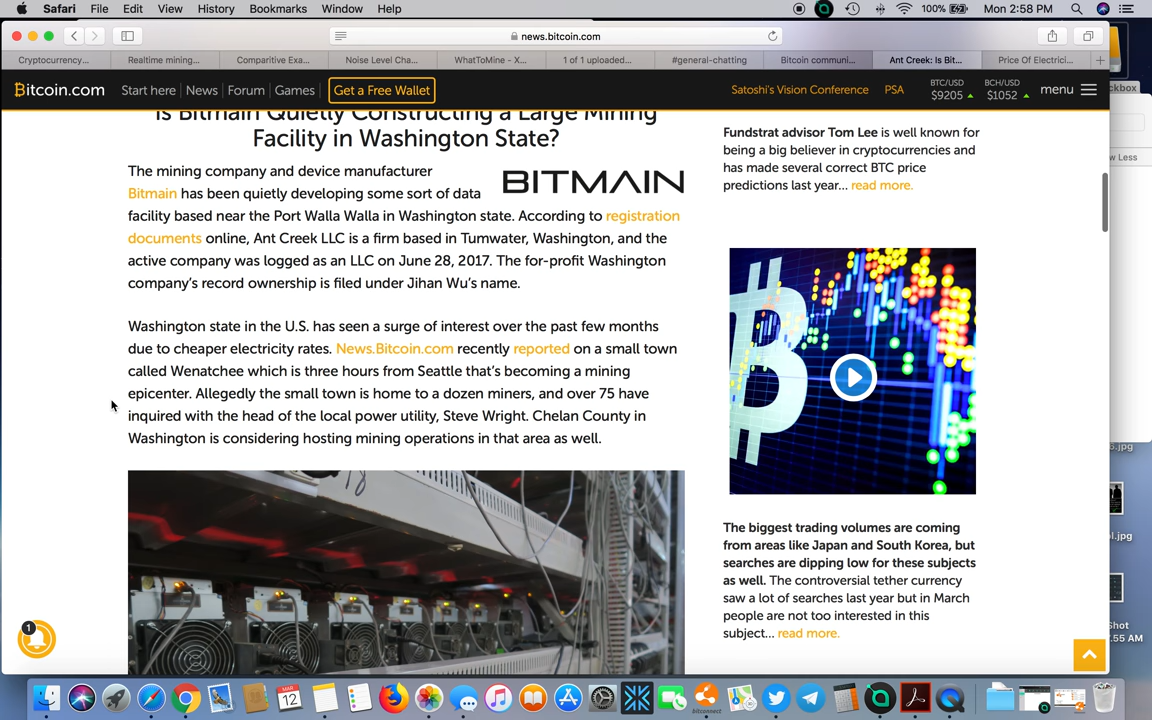 Safari File Edit View History Bookmarks Window Help 100% Mon 2:58 PM
news.bitcoin.com
Cryptocurrency... Realtime mining... Comparitive Exa... Noise Level Cha... WhatToMine - X... 1 of 1 uploaded... #general-chatting Bitcoin communi... Ant Creek: Is Bit... Price Of Electrici...
Bitcoin.com Start here News Forum Games Get a Free Wallet Satoshi's Vision Conference PSA BTC/USD $9205 BCH/USD $1052 menu
Is Bitmain Quietly Constructing a Large Mining
Facility in Washington State?
The mining company and device manufacturer
Bitmain has been quietly developing some sort of data
facility based near the Port Walla Walla in Washington state. According to registration
documents online, Ant Creek LLC is a firm based in Tumwater, Washington, and the
active company was logged as an LLC on June 28, 2017. The for-profit Washington
company's record ownership is filed under Jihan Wu's name.
BITMAIN
Washington state in the U.S. has seen a surge of interest over the past few months
due to cheaper electricity rates. News.Bitcoin.com recently reported on a small town
called Wenatchee which is three hours from Seattle that's becoming a mining
epicenter. Allegedly the small town is home to a dozen miners, and over 75 have
inquired with the head of the local power utility, Steve Wright. Chelan County in
Washington is considering hosting mining operations in that area as well.
Fundstrat advisor Tom Lee is well known for
being a big believer in cryptocurrencies and
has made several correct BTC price
predictions last year... read more.
The biggest trading volumes are coming
from areas like Japan and South Korea, but
searches are dipping low for these subjects
as well. The controversial tether currency
saw a lot of searches last year but in March
people are not too interested in this
subject... read more.
1
ckbox
w Less
5.jpg
ol.jpg
Shot
7.55 AM
MAR
12
bitconnect